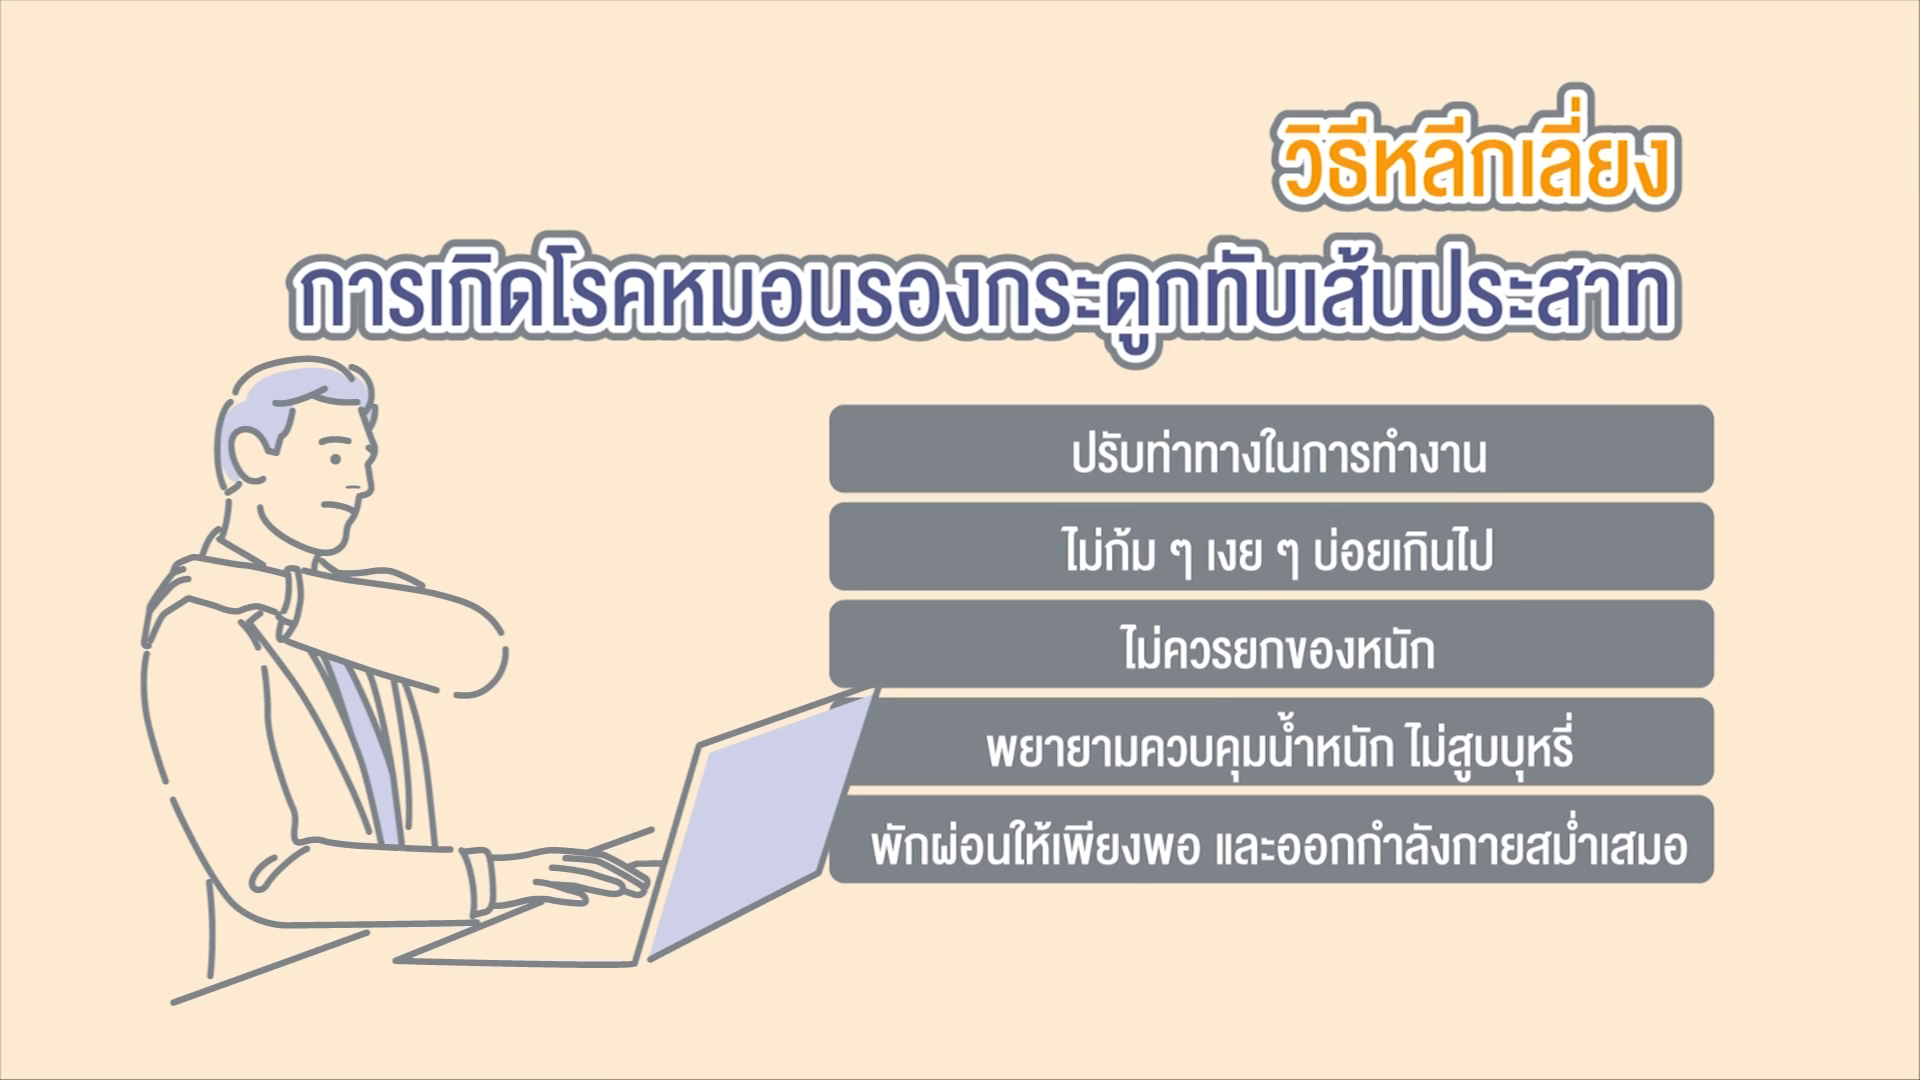 วิธีหลีกเลี่ยง
การเกิดโรคหมอนรองกระดูกทับเส้นประสาท
ปรับท่าทางในการทำงาน
ไม่ก้ม ๆ เงย ๆ บ่อยเกินไป
ไม่ควรยกของหนัก
พยายามควบคุมน้ำหนัก ไม่สูบบุหรี่
พักผ่อนให้เพียงพอ และออกกำลังกายสม่ำเสมอ